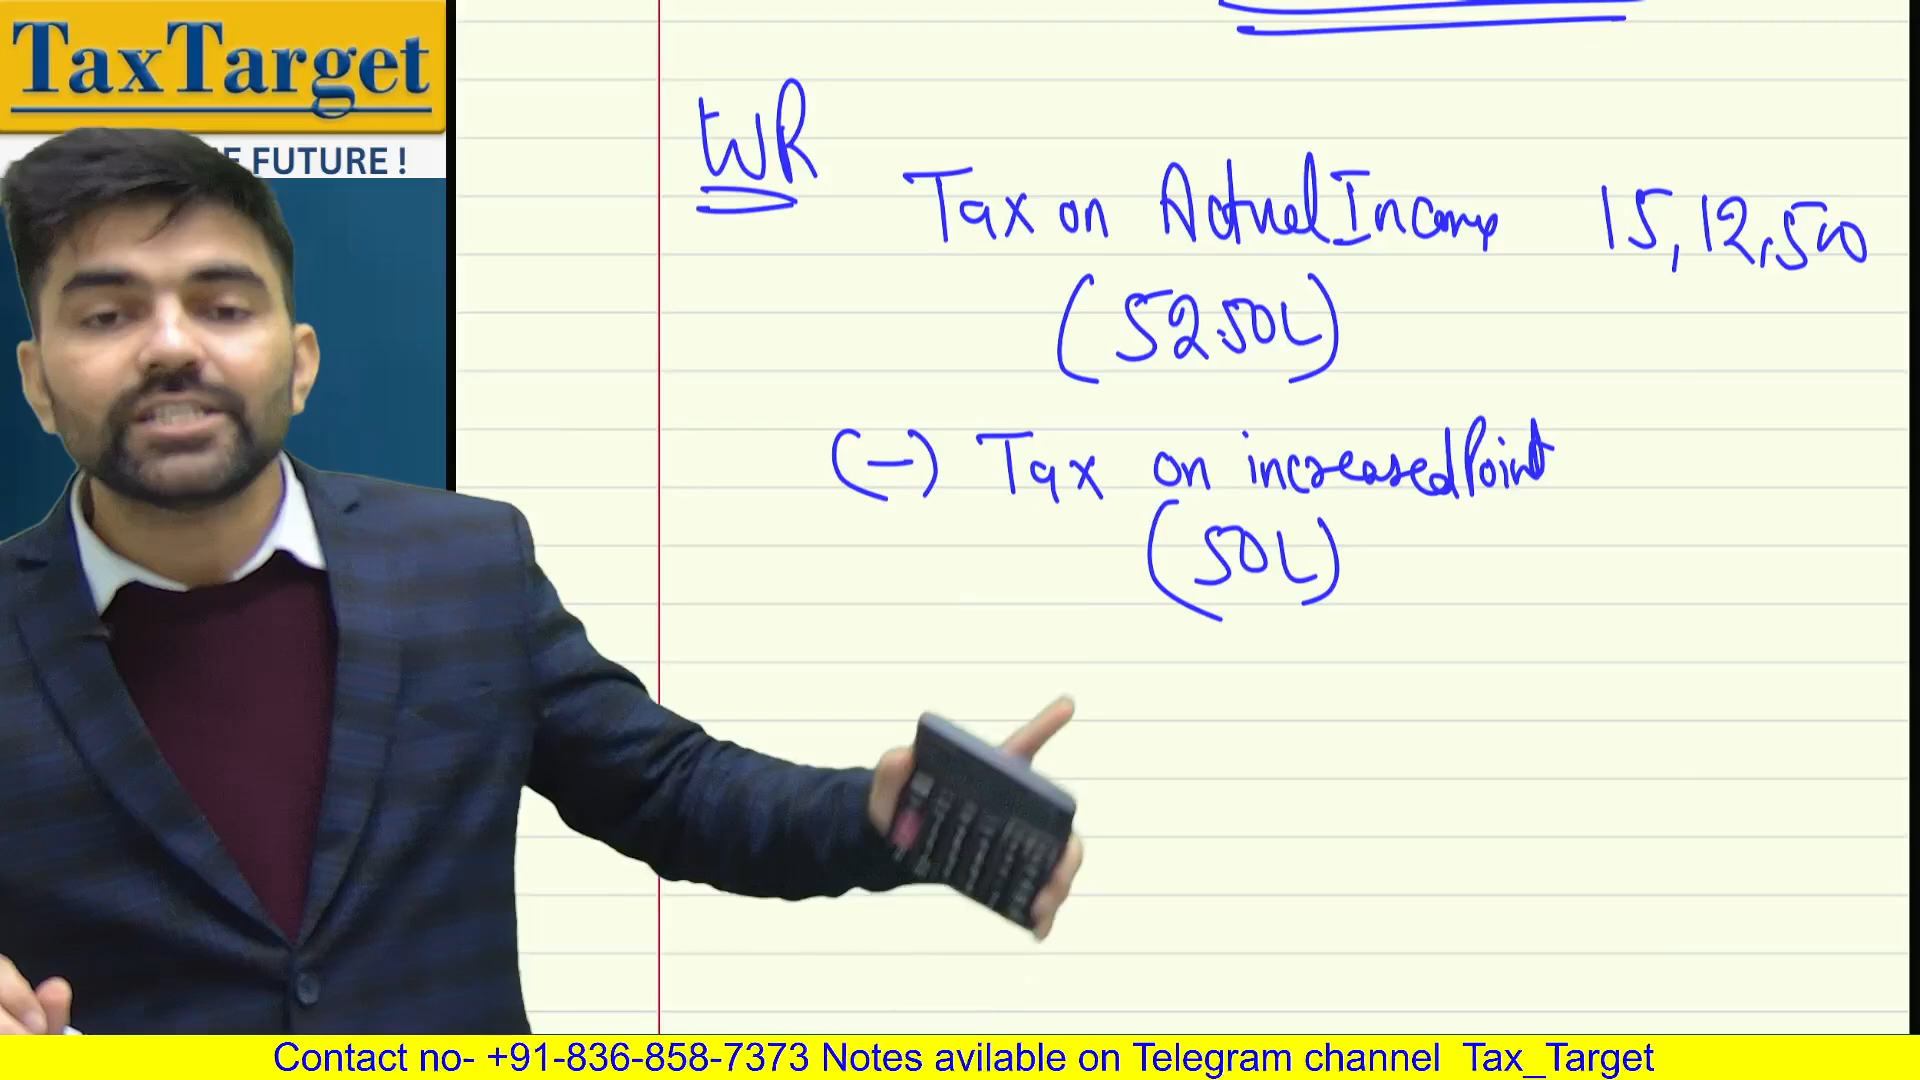 TaxTarget
FUTURE !
WR
Tax on Actual Income 15,12,500
(52.50L)
(-) Tax on increased Point
(50L)
Contact no- +91-836-858-7373 Notes avilable on Telegram channel Tax_Target